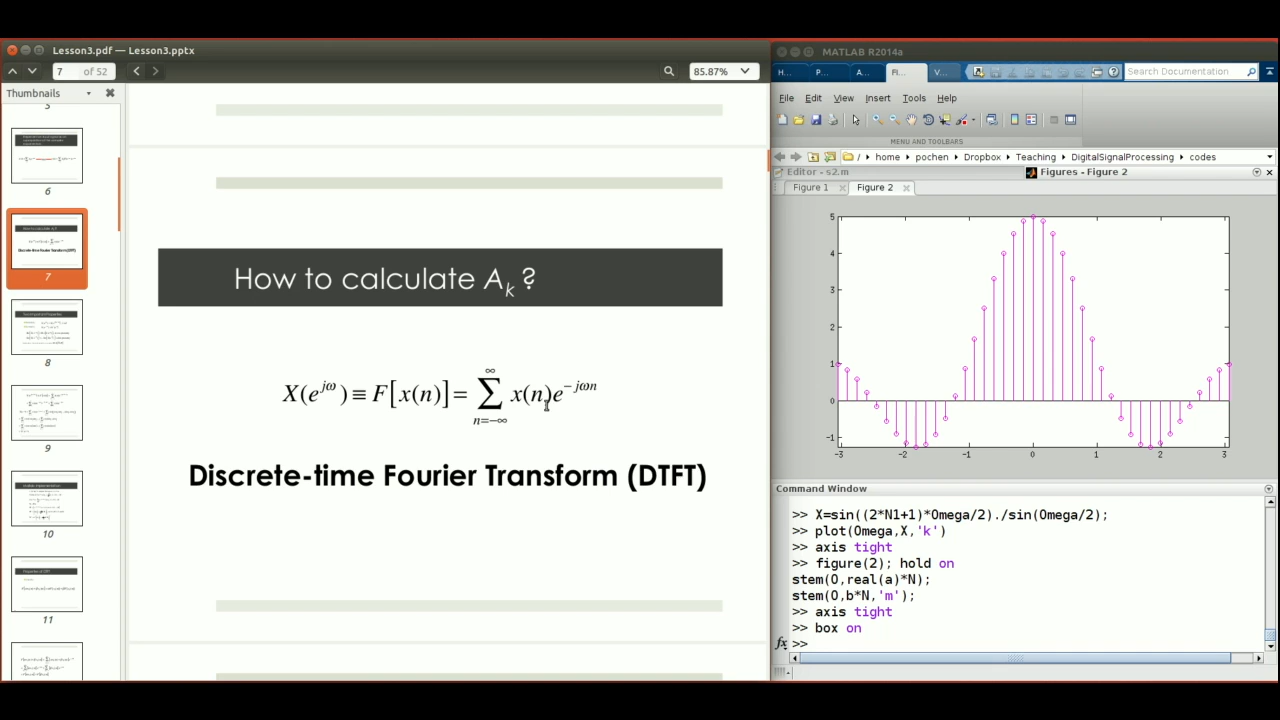 Lesson3.pdf — Lesson3.pptx
7 of 52
85.87%
Thumbnails
5
6
7
8
9
10
11
How to calculate A_k ?
X(e^{jω}) ≡ F[x(n)] = ∑_{n=−∞}^{∞} x(n)e^{−jωn}
Discrete-time Fourier Transform (DTFT)
MATLAB R2014a
H...
P...
A...
FI...
V...
Search Documentation
File Edit View Insert Tools Help
MENU AND TOOLBARS
/ home pochen Dropbox Teaching DigitalSignalProcessing codes
Editor - s2.m
Figures - Figure 2
Figure 1
Figure 2
5
4
3
2
1
0
−1
−3 −2 −1 0 1 2 3
Command Window
>> X=sin((2*N1+1)*Omega/2)./sin(Omega/2);
>> plot(Omega,X,'k')
>> axis tight
>> figure(2); hold on
stem(O,real(a)*N);
stem(O,b*N,'m');
>> axis tight
>> box on
fx >>